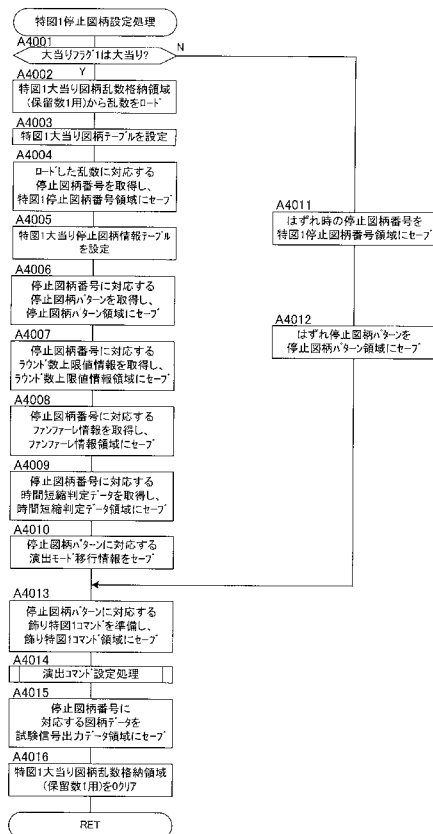 特図1停止図柄設定処理
A4001
大当りフラグ1は大当り?
N
Y
A4002
特図1大当り図柄乱数格納領域
(保留数1用)から乱数をロード
A4003
特図1大当り図柄テーブルを設定
A4004
ロードした乱数に対応する
停止図柄番号を取得し、
特図1停止図柄番号領域にセーブ
A4005
特図1大当り停止図柄情報テーブル
を設定
A4006
停止図柄番号に対応する
停止図柄パターンを取得し、
停止図柄パターン領域にセーブ
A4007
停止図柄番号に対応する
ラウンド数上限値情報を取得し、
ラウンド数上限値情報領域にセーブ
A4008
停止図柄番号に対応する
ファンファーレ情報を取得し、
ファンファーレ情報領域にセーブ
A4009
停止図柄番号に対応する
時間短縮判定データを取得し、
時間短縮判定データ領域にセーブ
A4010
停止図柄パターンに対応する
演出モード移行情報をセーブ
A4011
はずれ時の停止図柄番号を
特図1停止図柄番号領域にセーブ
A4012
はずれ停止図柄パターンを
停止図柄パターン領域にセーブ
A4013
停止図柄パターンに対応する
飾り特図1コマンドを準備し、
飾り特図1コマンド領域にセーブ
A4014
演出コマンド設定処理
A4015
停止図柄番号に
対応する図柄データを
試験信号出力データ領域にセーブ
A4016
特図1大当り図柄乱数格納領域
(保留数1用)を0クリア
RET